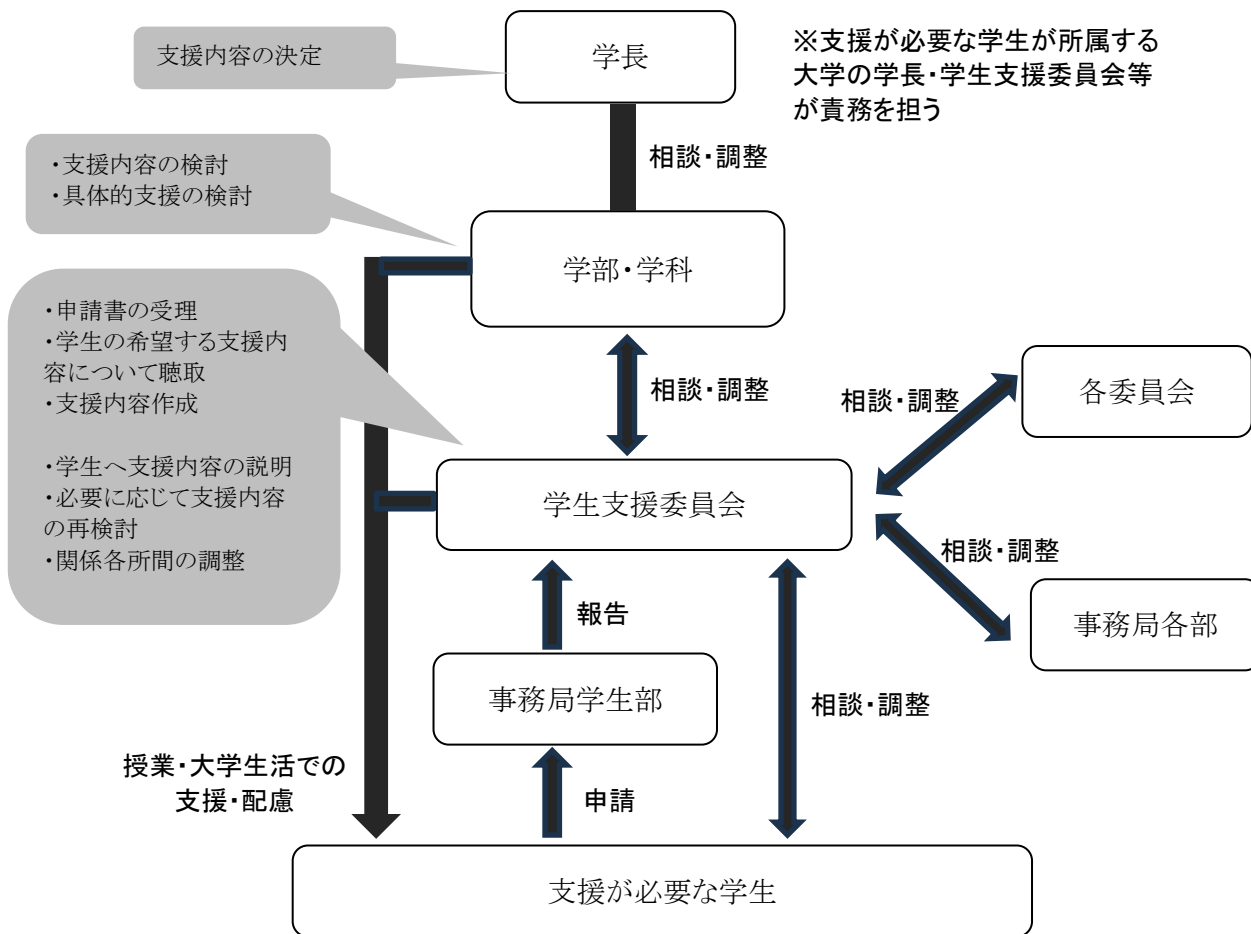 支援内容の決定
学長
※支援が必要な学生が所属する
大学の学長・学生支援委員会等
が責務を担う
相談・調整
・支援内容の検討
・具体的支援の検討
学部・学科
・申請書の受理
・学生の希望する支援内
容について聴取
・支援内容作成
・学生へ支援内容の説明
・必要に応じて支援内容
の再検討
・関係各所間の調整
相談・調整
相談・調整
各委員会
学生支援委員会
相談・調整
事務局各部
報告
事務局学生部
相談・調整
授業・大学生活での
支援・配慮
申請
支援が必要な学生